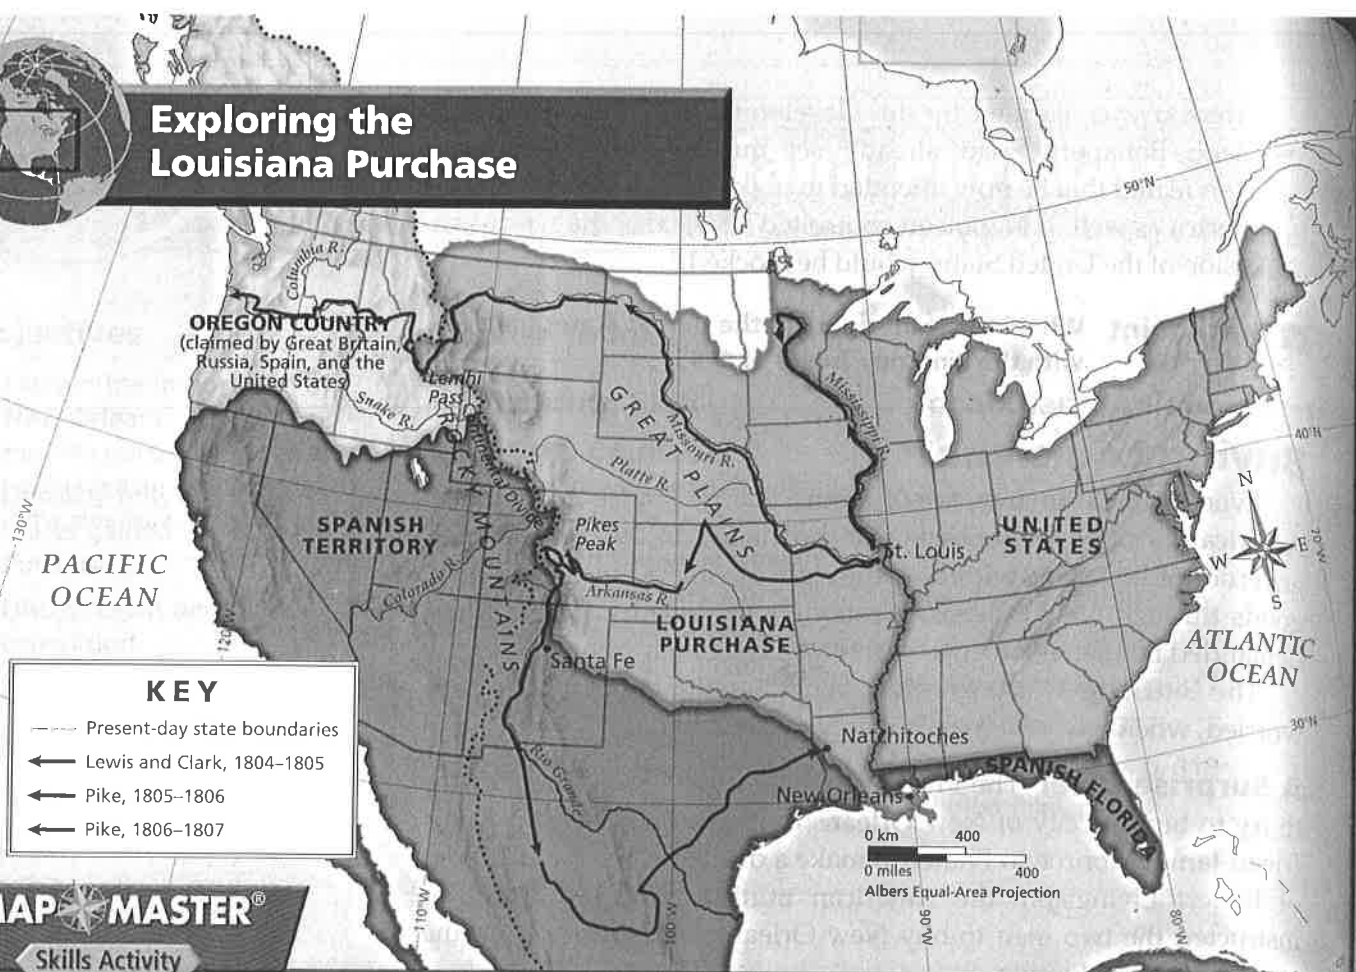 Exploring the
Louisiana Purchase
50°N
Columbia R.
OREGON COUNTRY
(claimed by Great Britain,
Russia, Spain, and the
United States)
Lemhi
Pass
Snake R.
Mississippi R.
GREAT PLAINS
Missouri R.
Platte R.
40°N
ROCKY MOUNTAINS
Continental Divide
130°W
70°W
N
W
E
S
SPANISH
TERRITORY
Pikes
Peak
UNITED
STATES
St. Louis
PACIFIC
OCEAN
Colorado R.
Arkansas R.
LOUISIANA
PURCHASE
120°W
ATLANTIC
OCEAN
Santa Fe
30°N
KEY
Present-day state boundaries
Lewis and Clark, 1804–1805
Pike, 1805–1806
Pike, 1806–1807
Natchitoches
Rio Grande
New Orleans
SPANISH FLORIDA
0 km 400
0 miles 400
Albers Equal-Area Projection
110°W
100°W
90°W
80°W
MAP MASTER®
Skills Activity